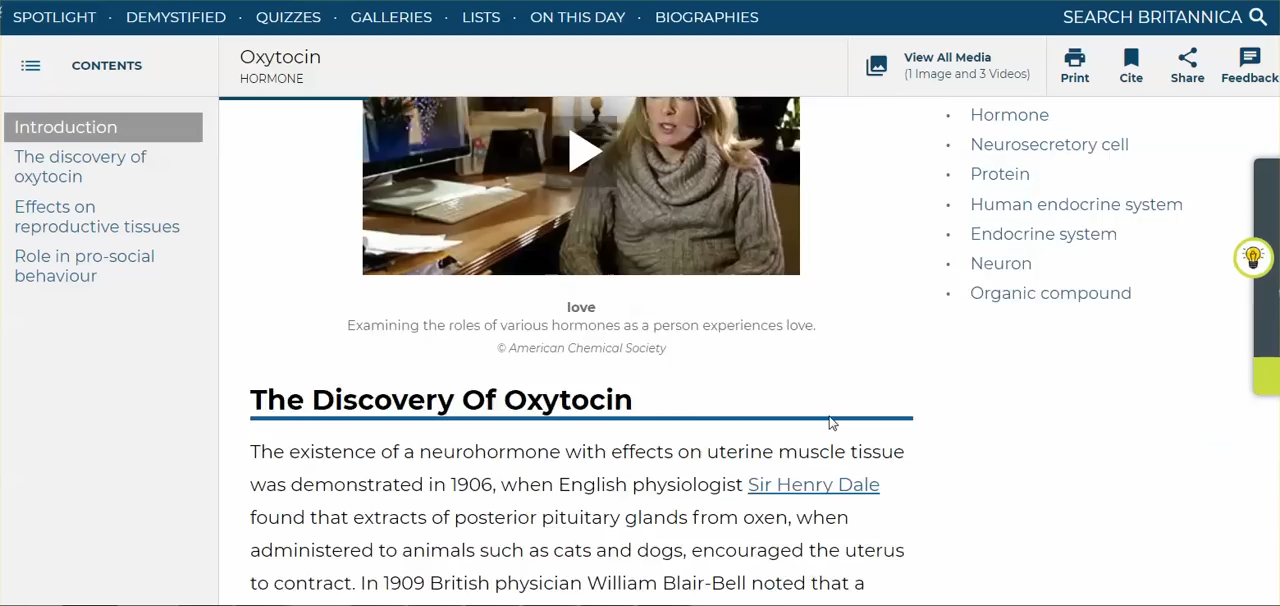 SPOTLIGHT · DEMYSTIFIED · QUIZZES · GALLERIES · LISTS · ON THIS DAY · BIOGRAPHIES SEARCH BRITANNICA
CONTENTS
Introduction
The discovery of
oxytocin
Effects on
reproductive tissues
Role in pro-social
behaviour
Oxytocin
HORMONE
View All Media
(1 Image and 3 Videos)
Print
Cite
Share
Feedback
love
Examining the roles of various hormones as a person experiences love.
© American Chemical Society
The Discovery Of Oxytocin
The existence of a neurohormone with effects on uterine muscle tissue
was demonstrated in 1906, when English physiologist Sir Henry Dale
found that extracts of posterior pituitary glands from oxen, when
administered to animals such as cats and dogs, encouraged the uterus
to contract. In 1909 British physician William Blair-Bell noted that a
• Hormone
• Neurosecretory cell
• Protein
• Human endocrine system
• Endocrine system
• Neuron
• Organic compound